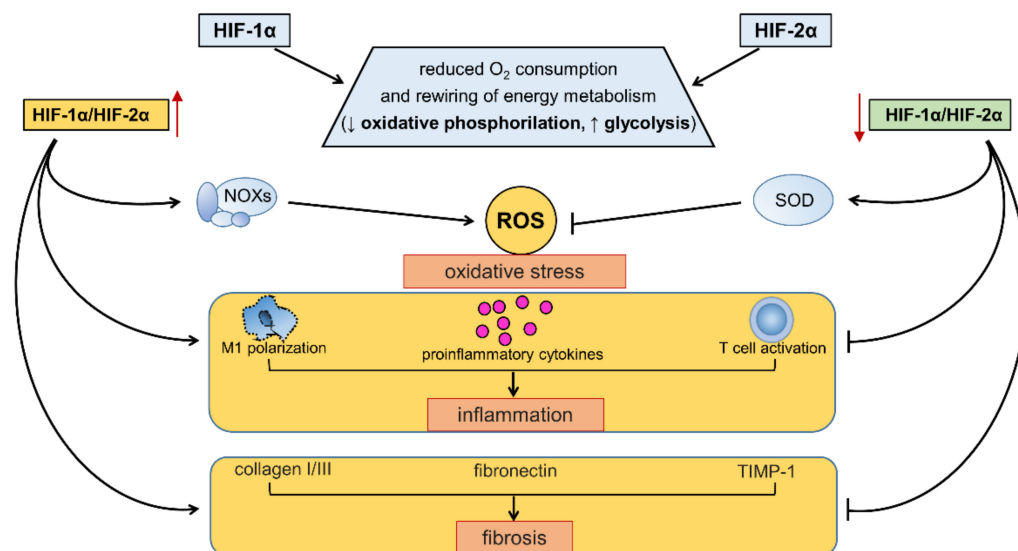 HIF-1α
HIF-2α
reduced O₂ consumption
and rewiring of energy metabolism
(↓ oxidative phosphorilation, ↑ glycolysis)
HIF-1α/HIF-2α
HIF-1α/HIF-2α
NOXs
ROS
SOD
oxidative stress
M1 polarization
proinflammatory cytokines
T cell activation
inflammation
collagen I/III
fibronectin
TIMP-1
fibrosis